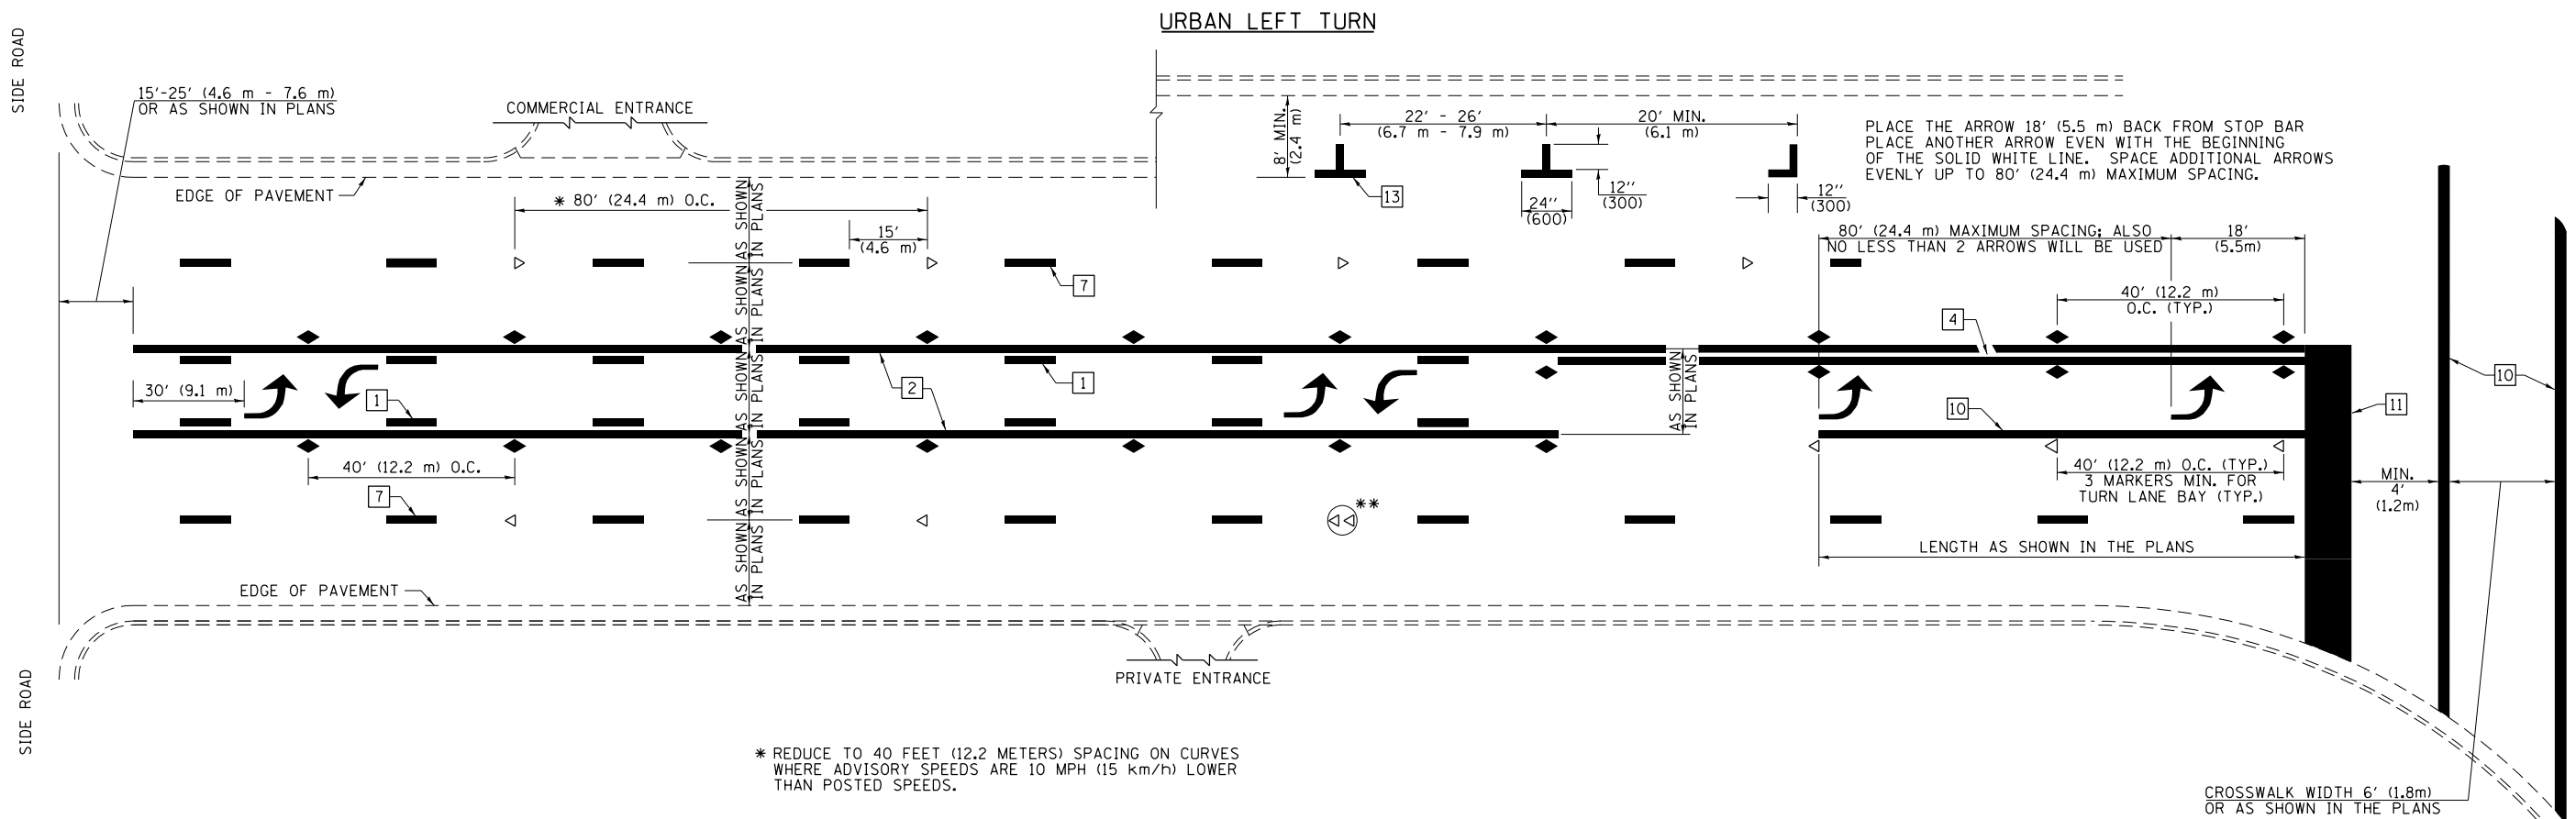 URBAN LEFT TURN
SIDE ROAD
15'-25' (4.6 m - 7.6 m)
OR AS SHOWN IN PLANS
COMMERCIAL ENTRANCE
EDGE OF PAVEMENT
* 80' (24.4 m) O.C.
15'
(4.6 m)
8' MIN.
(2.4 m)
22' - 26'
(6.7 m - 7.9 m)
20' MIN.
(6.1 m)
13
24''
(600)
12''
(300)
12''
(300)
PLACE THE ARROW 18' (5.5 m) BACK FROM STOP BAR
PLACE ANOTHER ARROW EVEN WITH THE BEGINNING
OF THE SOLID WHITE LINE. SPACE ADDITIONAL ARROWS
EVENLY UP TO 80' (24.4 m) MAXIMUM SPACING.
80' (24.4 m) MAXIMUM SPACING; ALSO
NO LESS THAN 2 ARROWS WILL BE USED
18'
(5.5m)
7
40' (12.2 m)
O.C. (TYP.)
4
AS SHOWN
IN PLANS
AS SHOWN
IN PLANS
AS SHOWN
IN PLANS
AS SHOWN
IN PLANS
AS SHOWN
IN PLANS
30' (9.1 m)
1
2
1
AS SHOWN
IN PLANS
10
11
10
40' (12.2 m) O.C.
7
**
40' (12.2 m) O.C. (TYP.)
3 MARKERS MIN. FOR
TURN LANE BAY (TYP.)
MIN.
4'
(1.2m)
LENGTH AS SHOWN IN THE PLANS
EDGE OF PAVEMENT
SIDE ROAD
PRIVATE ENTRANCE
* REDUCE TO 40 FEET (12.2 METERS) SPACING ON CURVES
WHERE ADVISORY SPEEDS ARE 10 MPH (15 km/h) LOWER
THAN POSTED SPEEDS.
CROSSWALK WIDTH 6' (1.8m)
OR AS SHOWN IN THE PLANS